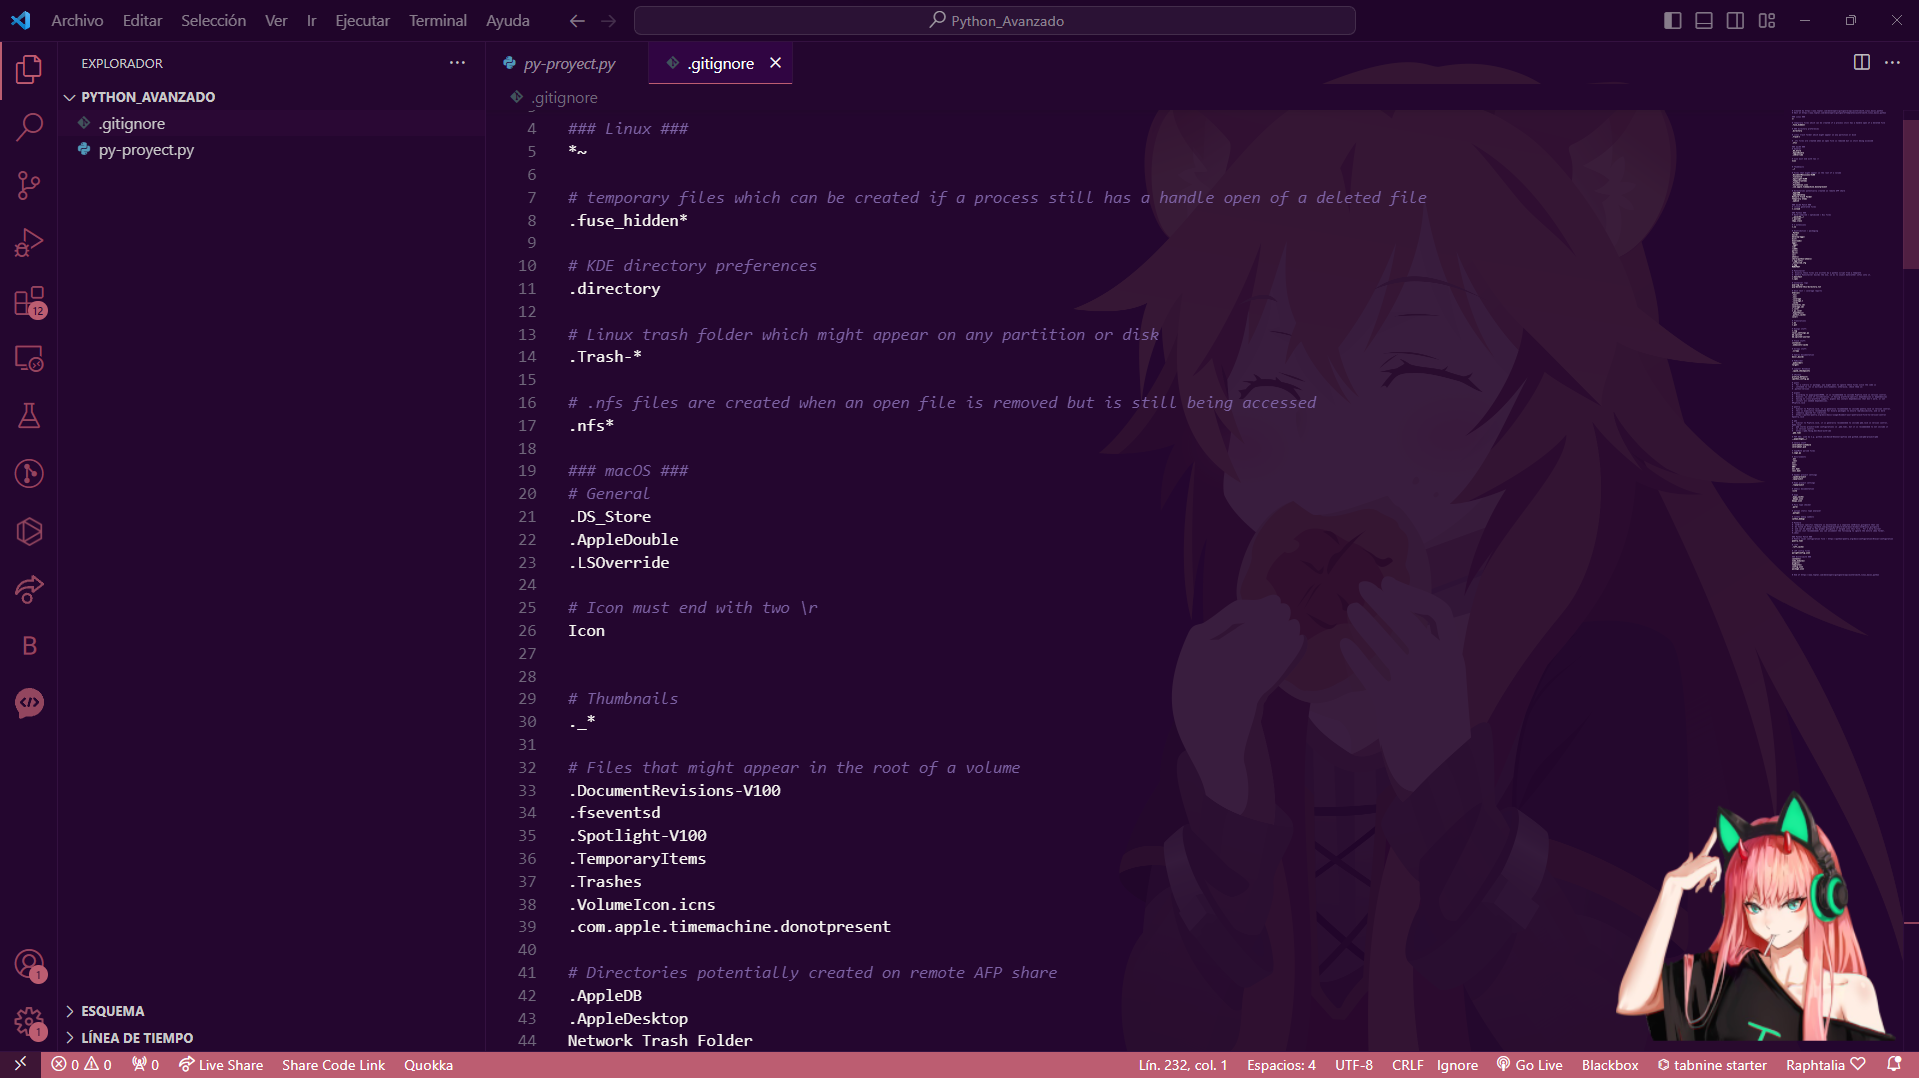 Archivo Editar Selección Ver Ir Ejecutar Terminal Ayuda
Python_Avanzado
EXPLORADOR
PYTHON_AVANZADO
.gitignore
py-proyect.py
12
B
1
1
ESQUEMA
LÍNEA DE TIEMPO
py-proyect.py
.gitignore
.gitignore
4 ### Linux ###
5 *~
6
7 # temporary files which can be created if a process still has a handle open of a deleted file
8 .fuse_hidden*
9
10 # KDE directory preferences
11 .directory
12
13 # Linux trash folder which might appear on any partition or disk
14 .Trash-*
15
16 # .nfs files are created when an open file is removed but is still being accessed
17 .nfs*
18
19 ### macOS ###
20 # General
21 .DS_Store
22 .AppleDouble
23 .LSOverride
24
25 # Icon must end with two \r
26 Icon
27
28
29 # Thumbnails
30 ._*
31
32 # Files that might appear in the root of a volume
33 .DocumentRevisions-V100
34 .fseventsd
35 .Spotlight-V100
36 .TemporaryItems
37 .Trashes
38 .VolumeIcon.icns
39 .com.apple.timemachine.donotpresent
40
41 # Directories potentially created on remote AFP share
42 .AppleDB
43 .AppleDesktop
44 Network Trash Folder
0 0 0 Live Share Share Code Link Quokka Lín. 232, col. 1 Espacios: 4 UTF-8 CRLF Ignore Go Live Blackbox tabnine starter Raphtalia